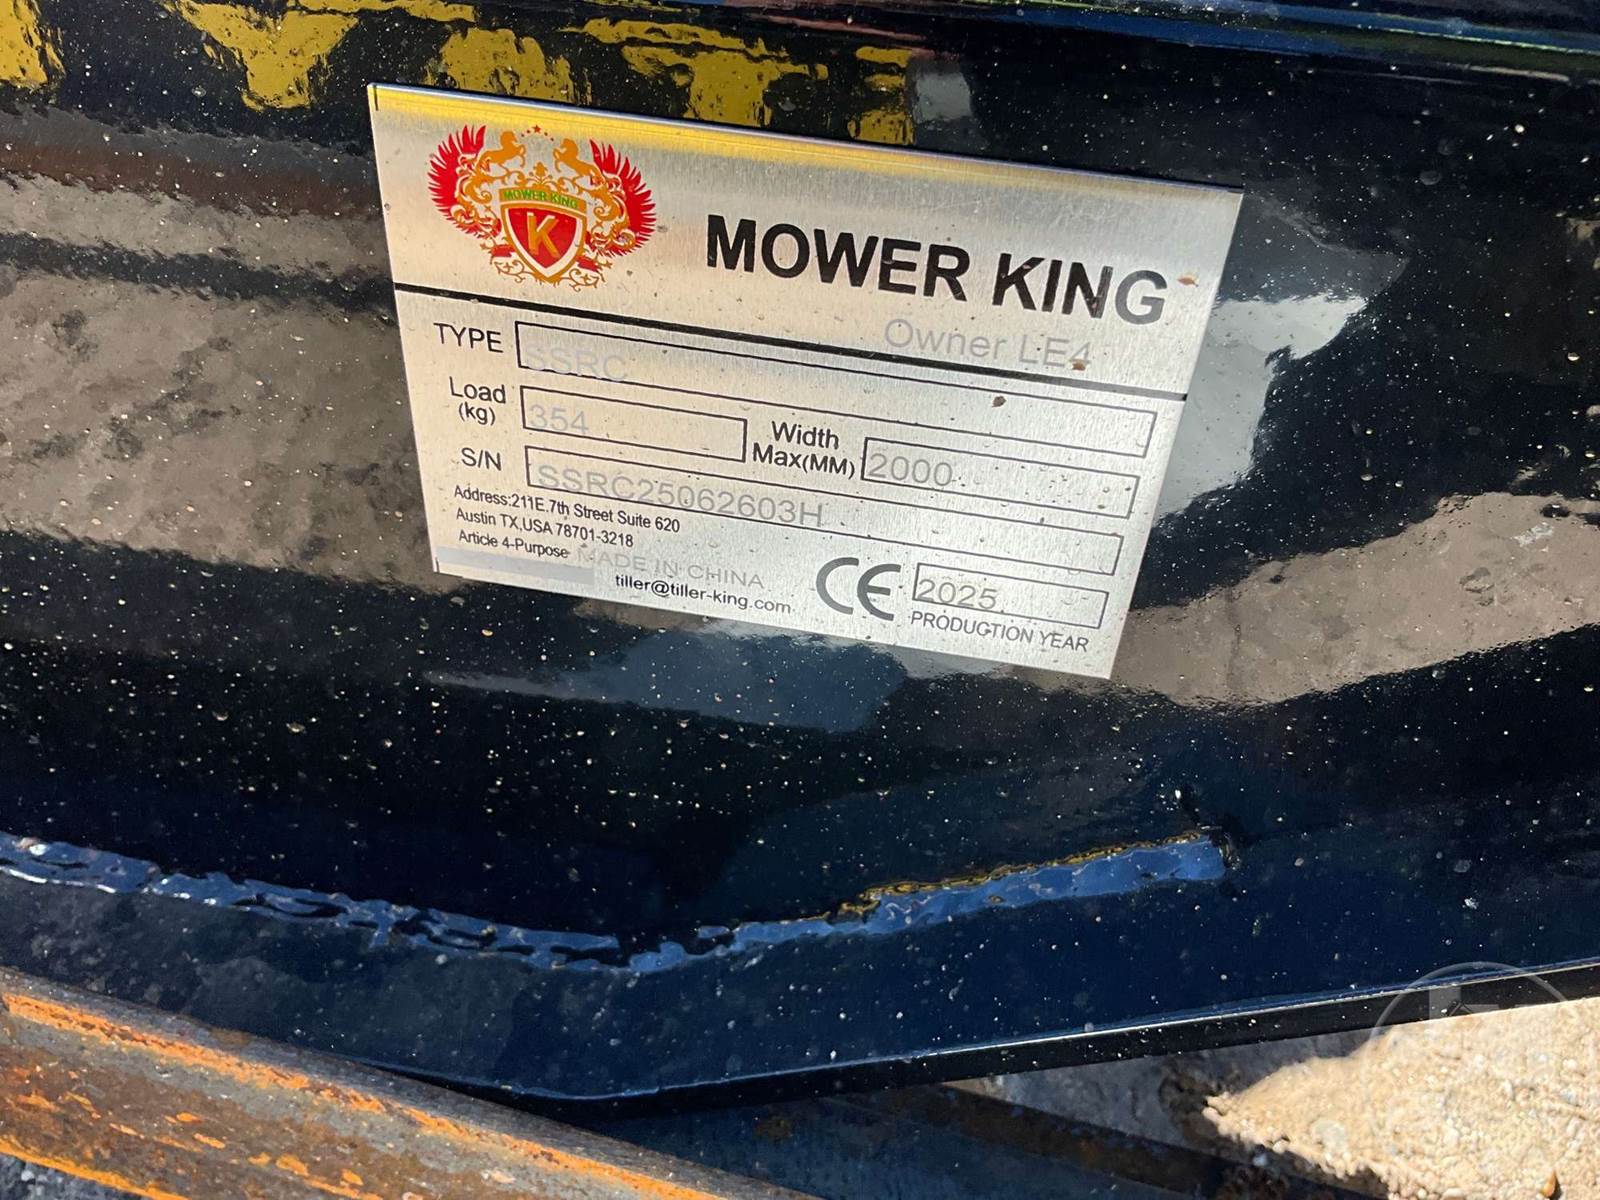 MOWER KING
K
MOWER KING
Owner LE4
TYPE SSRC
Load (kg) 354 Width Max(MM) 2000
S/N SSRC25062603H
Address:211E.7th Street Suite 620
Austin TX,USA 78701-3218
Article 4-Purpose
MADE IN CHINA
tiller@tiller-king.com
CE 2025
PRODUCTION YEAR